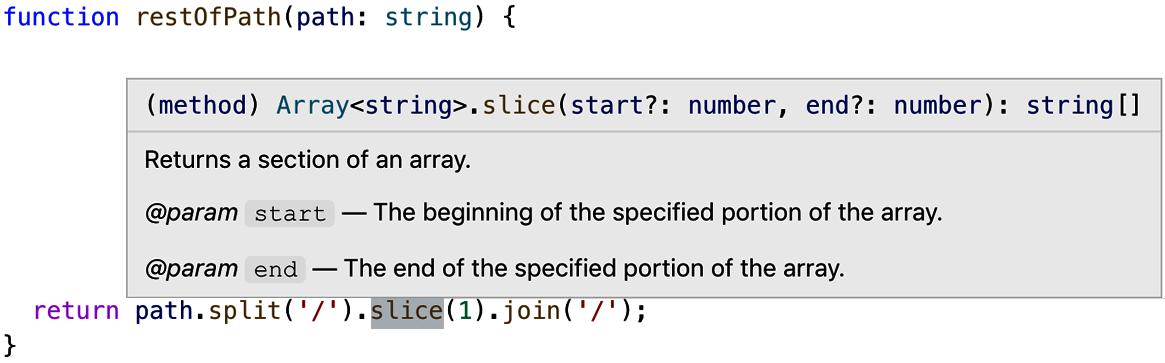 function restOfPath(path: string) {
(method) Array<string>.slice(start?: number, end?: number): string[]
Returns a section of an array.
@param start — The beginning of the specified portion of the array.
@param end — The end of the specified portion of the array.
return path.split('/').slice(1).join('/');
}